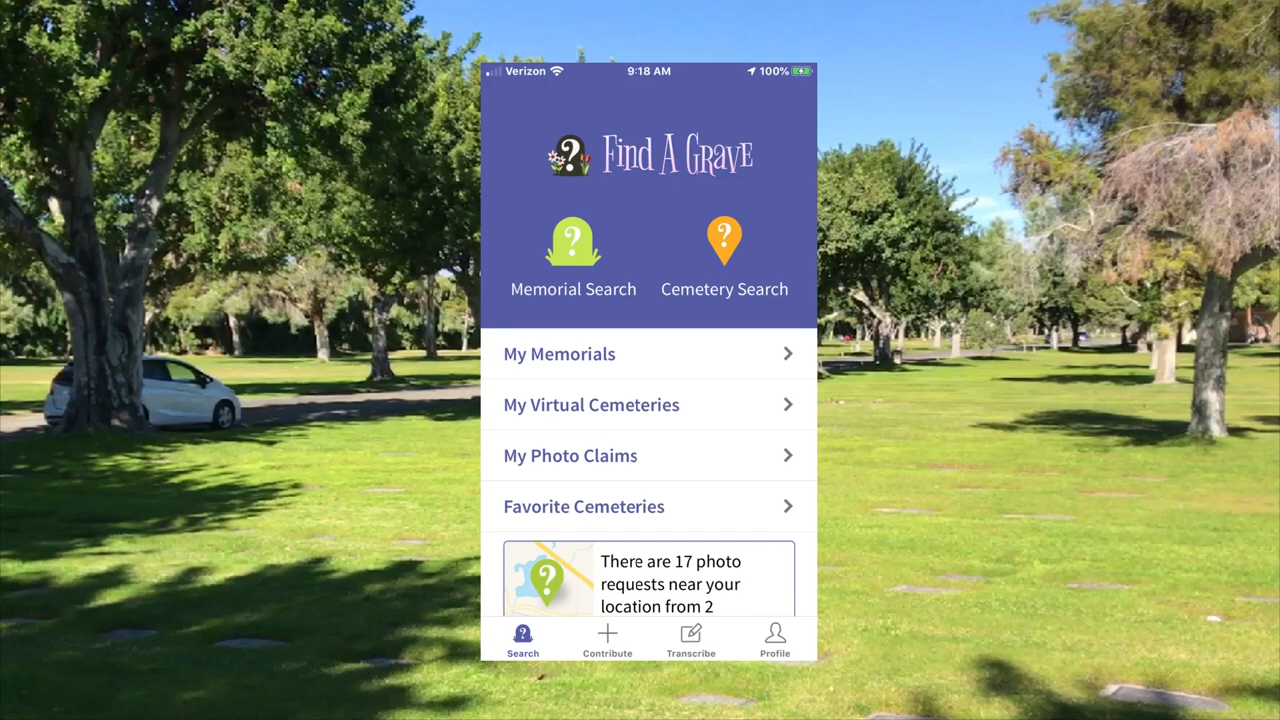 Verizon 9:18 AM 100%
? Find A Grave
? ?
Memorial Search Cemetery Search
My Memorials
My Virtual Cemeteries
My Photo Claims
Favorite Cemeteries
? There are 17 photo
requests near your
location from 2
?
Search Contribute Transcribe Profile